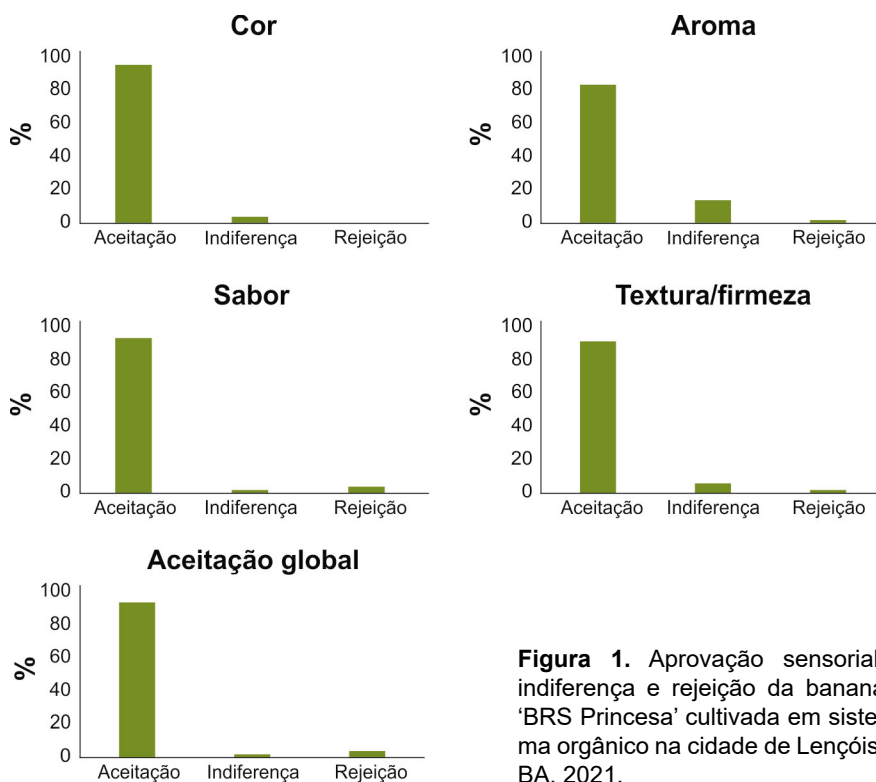 Cor
%
100
80
60
40
20
0
Aceitação Indiferença Rejeição
Aroma
%
100
80
60
40
20
0
Aceitação Indiferença Rejeição
Sabor
%
100
80
60
40
20
0
Aceitação Indiferença Rejeição
Textura/firmeza
%
100
80
60
40
20
0
Aceitação Indiferença Rejeição
Aceitação global
%
100
80
60
40
20
0
Aceitação Indiferença Rejeição
Figura 1. Aprovação sensorial
indiferença e rejeição da banana
‘BRS Princesa’ cultivada em siste
ma orgânico na cidade de Lençóis
BA, 2021.